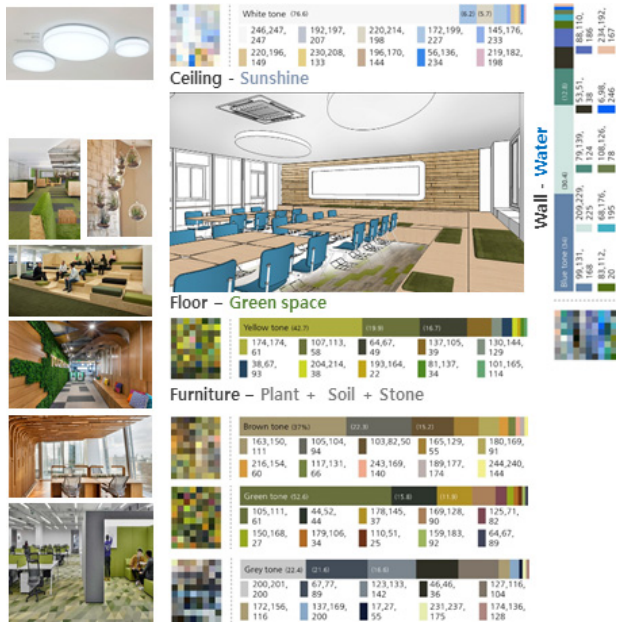 White tone (76.6)
(6.2)
(5.7)
246,247, 192,197, 220,214, 172,199, 145,176,
247 207 198 227 233
220,196, 230,208, 196,170, 56,136, 219,182,
149 133 144 234 198
Ceiling - Sunshine
Wall - Water
Blue tone (34)
(30.4)
(12.8)
99,131, 209,229, 79,139, 53,51, 88,110,
168 225 124 38 186
83,112, 68,176, 108,126, 6,98, 234,192,
20 195 78 246 167
Floor – Green space
Yellow tone (42.7)
(19.9)
(16.7)
174,174, 107,113, 64,67, 137,105, 130,144,
61 58 49 39 129
38,67, 204,214, 193,164, 81,137, 101,165,
93 38 22 34 114
Furniture – Plant + Soil + Stone
Brown tone (37%)
(22.3)
(15.2)
163,150, 105,104, 103,82,50 165,129, 180,169,
111 94 55 91
216,154, 117,131, 243,169, 189,177, 244,240,
60 66 140 174 144
Green tone (52.6)
(15.8)
(11.9)
105,111, 44,52, 178,145, 169,128, 125,71,
61 44 37 90 82
150,168, 179,106, 110,51, 159,183, 64,67,
27 34 25 92 89
Grey tone (22.4)
(21.6)
(16.6)
200,201, 67,77, 123,133, 46,46, 127,116,
200 89 142 36 104
172,156, 137,169, 17,27, 231,237, 174,136,
116 200 55 175 128